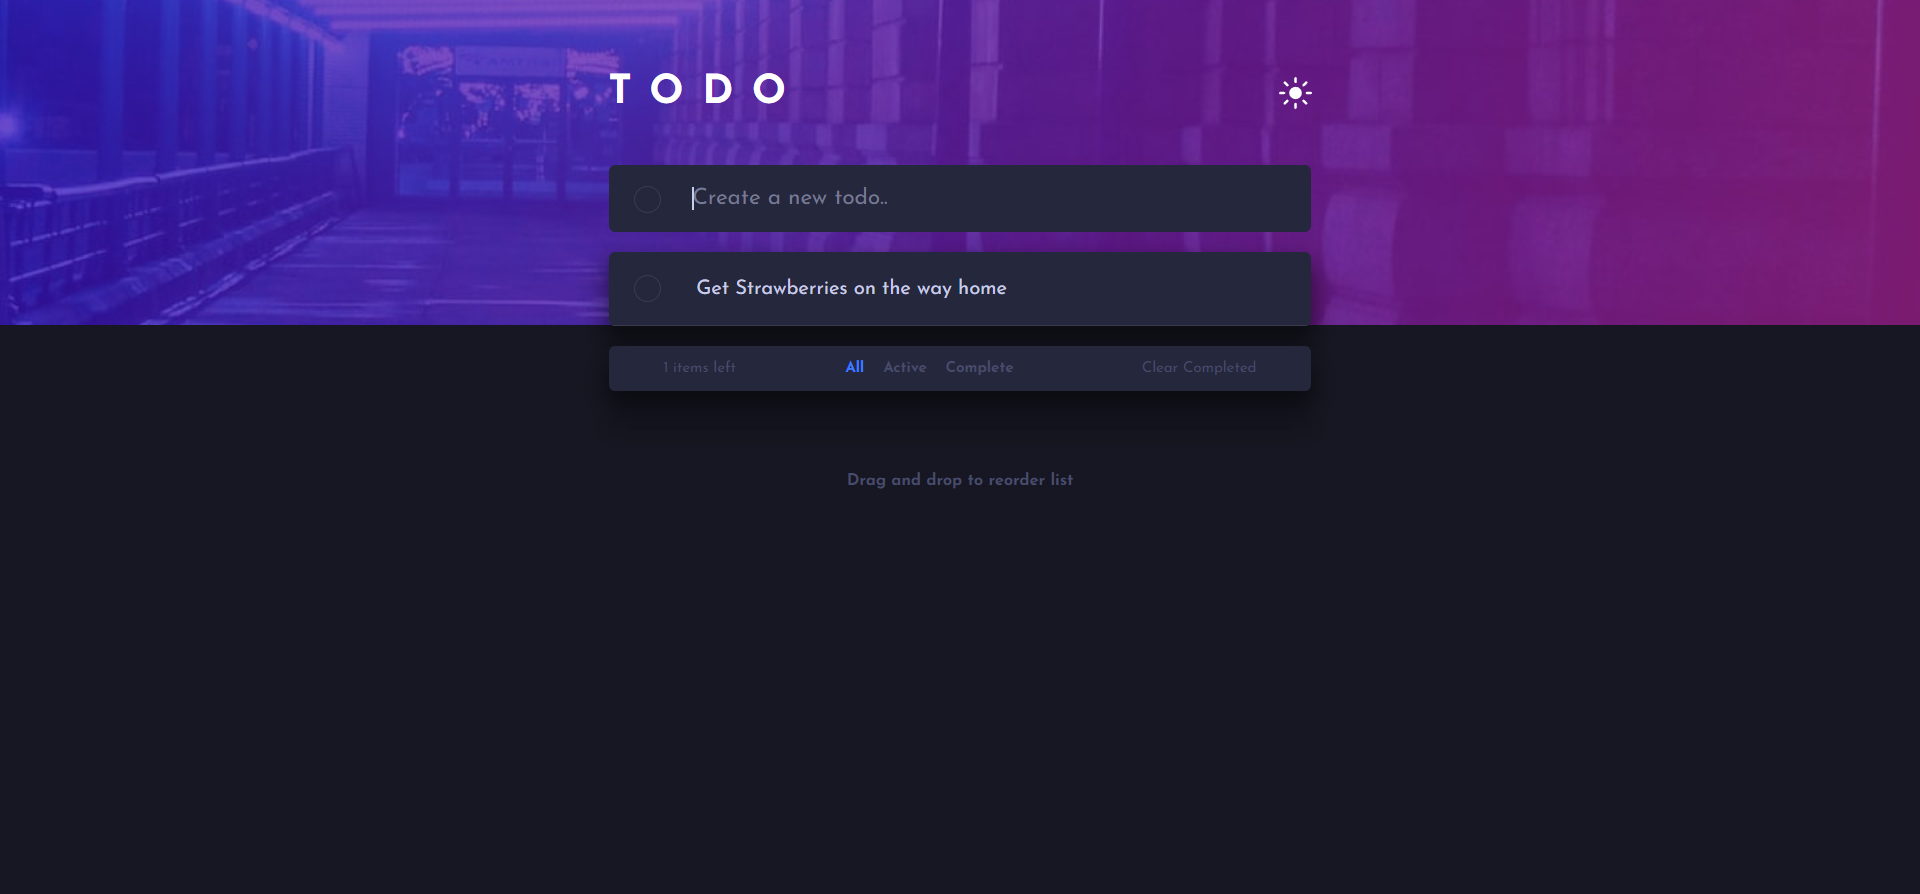 TODO
Create a new todo..
Get Strawberries on the way home
1 items left All Active Complete Clear Completed
Drag and drop to reorder list